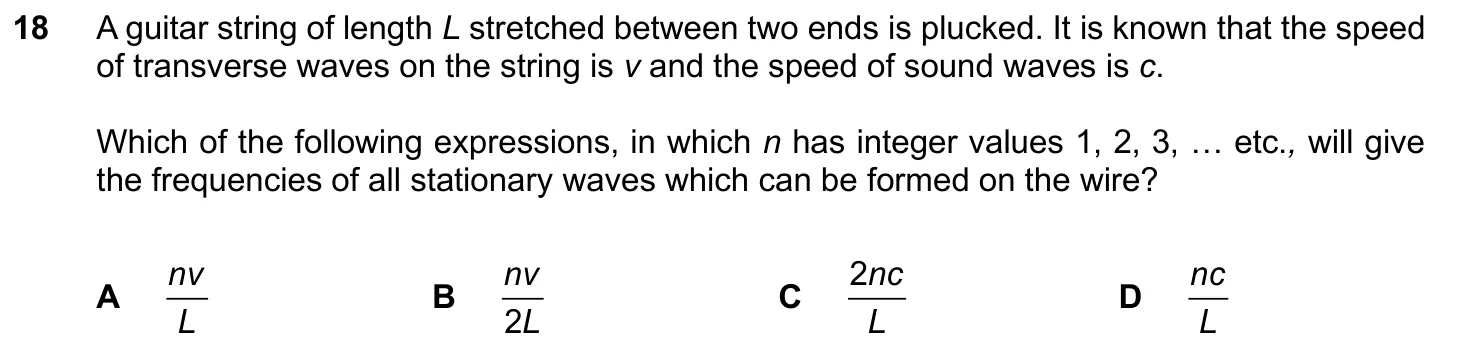 18 A guitar string of length L stretched between two ends is plucked. It is known that the speed
of transverse waves on the string is v and the speed of sound waves is c.
Which of the following expressions, in which n has integer values 1, 2, 3, … etc., will give
the frequencies of all stationary waves which can be formed on the wire?
A nv/L B nv/2L C 2nc/L D nc/L